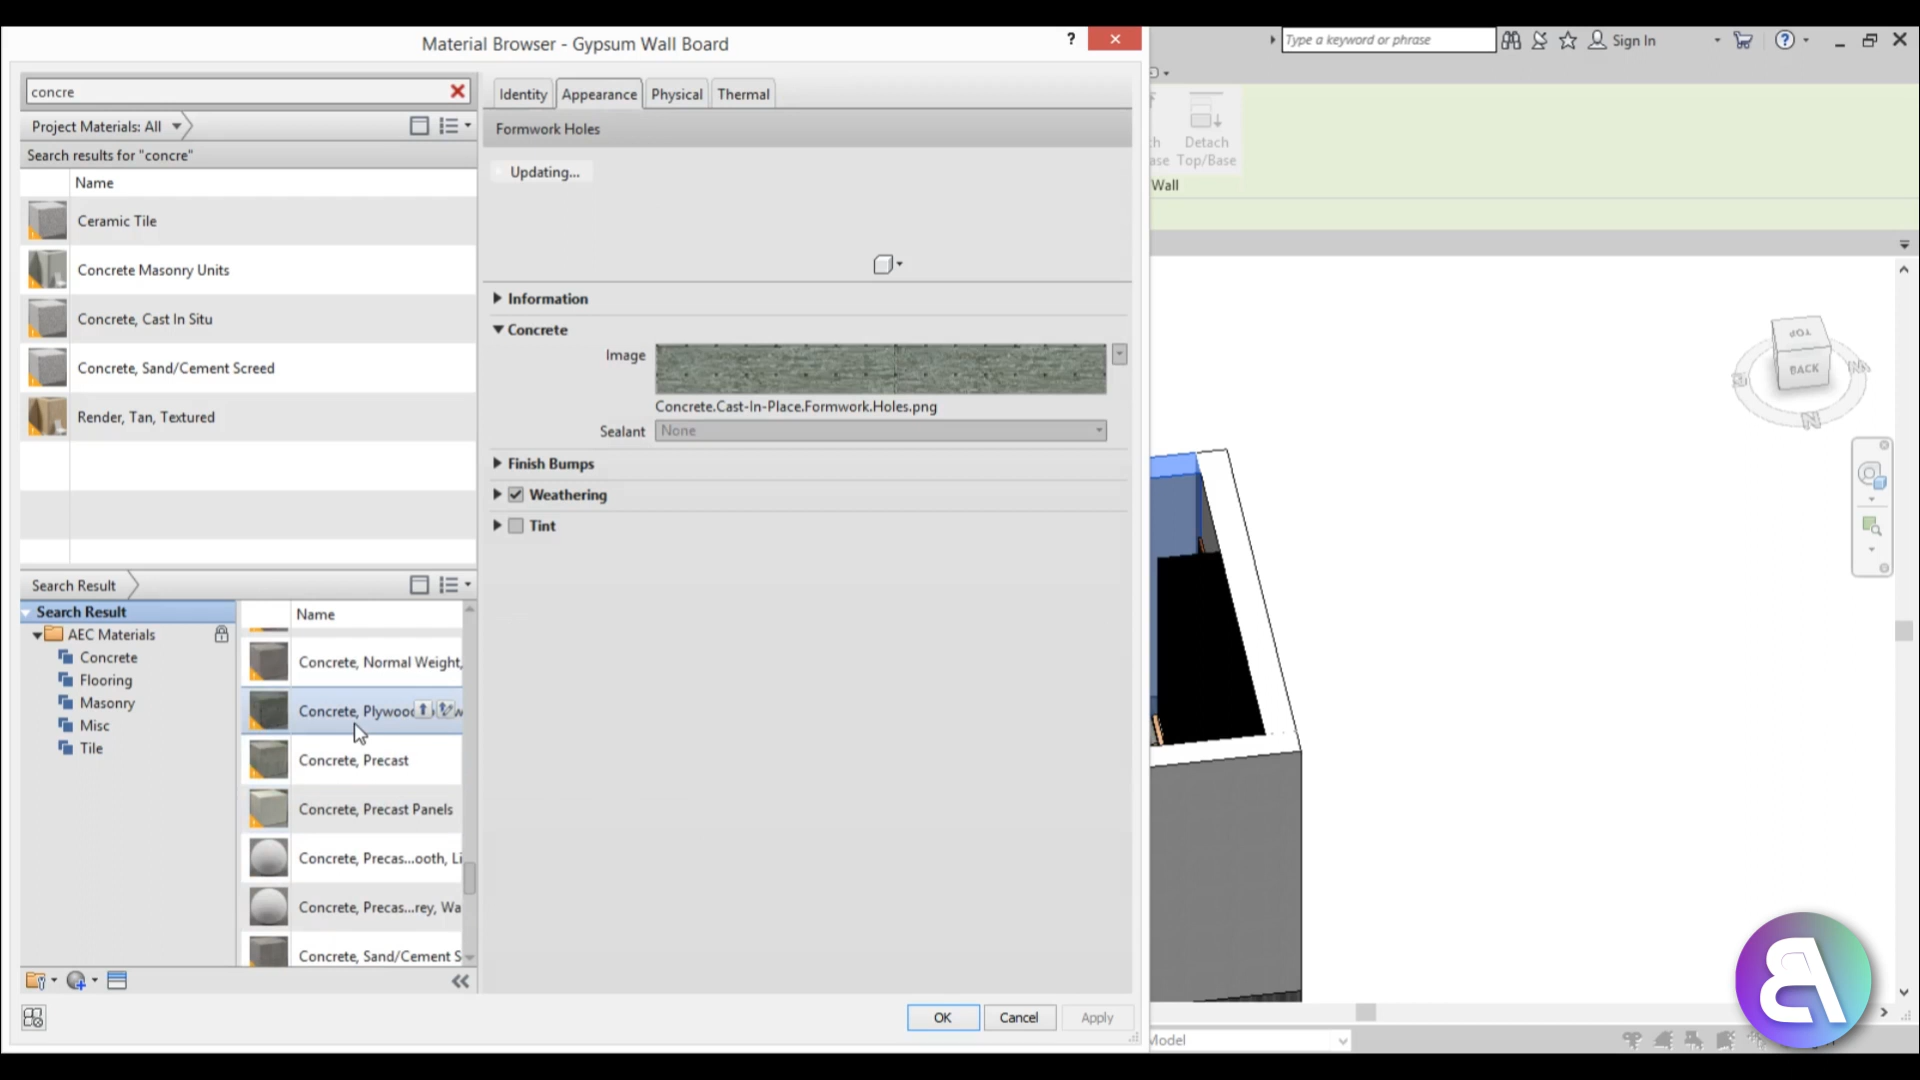 Material Browser - Gypsum Wall Board
?
Type a keyword or phrase
Sign In
concre
Identity
Appearance
Physical
Thermal
Project Materials: All
Formwork Holes
Search results for "concre"
Updating...
Detach
Top/Base
Wall
Name
Ceramic Tile
Concrete Masonry Units
Concrete, Cast In Situ
Concrete, Sand/Cement Screed
Render, Tan, Textured
Information
Concrete
Image
Concrete.Cast-In-Place.Formwork.Holes.png
Sealant
None
Finish Bumps
Weathering
Tint
TOP
BACK
N
Search Result
Search Result
AEC Materials
Concrete
Flooring
Masonry
Misc
Tile
Name
Concrete, Normal Weight,
Concrete, Plywood
Concrete, Precast
Concrete, Precast Panels
Concrete, Precas...ooth, Li
Concrete, Precas...rey, Wa
Concrete, Sand/Cement S
OK
Cancel
Apply
Model